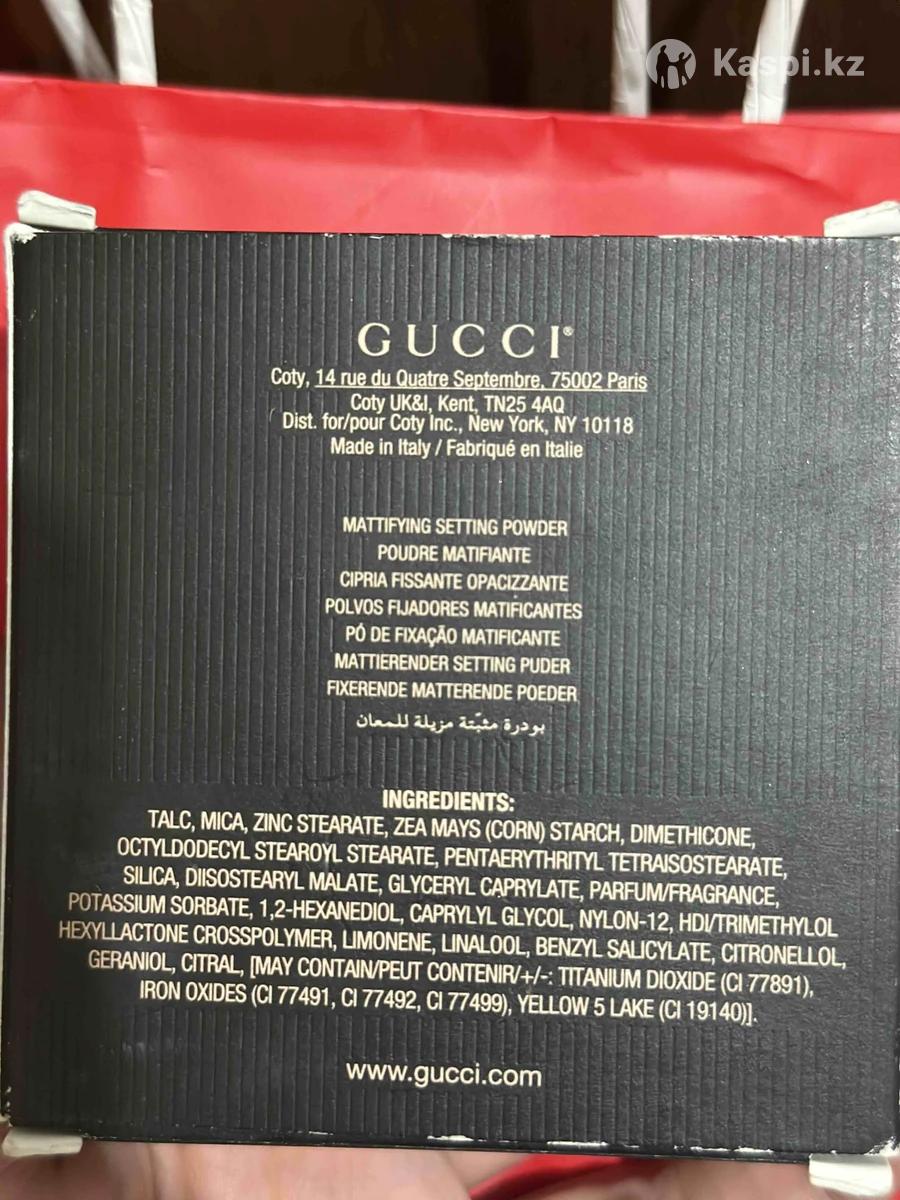 Kaspi.kz
GUCCI®
Coty, 14 rue du Quatre Septembre, 75002 Paris
Coty UK&I, Kent, TN25 4AQ
Dist. for/pour Coty Inc., New York, NY 10118
Made in Italy / Fabriqué en Italie
MATTIFYING SETTING POWDER
POUDRE MATIFIANTE
CIPRIA FISSANTE OPACIZZANTE
POLVOS FIJADORES MATIFICANTES
PÓ DE FIXAÇÃO MATIFICANTE
MATTIERENDER SETTING PUDER
FIXERENDE MATTERENDE POEDER
بودرة مثبّتة مزيلة للمعان
INGREDIENTS:
TALC, MICA, ZINC STEARATE, ZEA MAYS (CORN) STARCH, DIMETHICONE,
OCTYLDODECYL STEAROYL STEARATE, PENTAERYTHRITYL TETRAISOSTEARATE,
SILICA, DIISOSTEARYL MALATE, GLYCERYL CAPRYLATE, PARFUM/FRAGRANCE,
POTASSIUM SORBATE, 1,2-HEXANEDIOL, CAPRYLYL GLYCOL, NYLON-12, HDI/TRIMETHYLOL
HEXYLLACTONE CROSSPOLYMER, LIMONENE, LINALOOL, BENZYL SALICYLATE, CITRONELLOL,
GERANIOL, CITRAL, [MAY CONTAIN/PEUT CONTENIR/+/-: TITANIUM DIOXIDE (CI 77891),
IRON OXIDES (CI 77491, CI 77492, CI 77499), YELLOW 5 LAKE (CI 19140)].
www.gucci.com